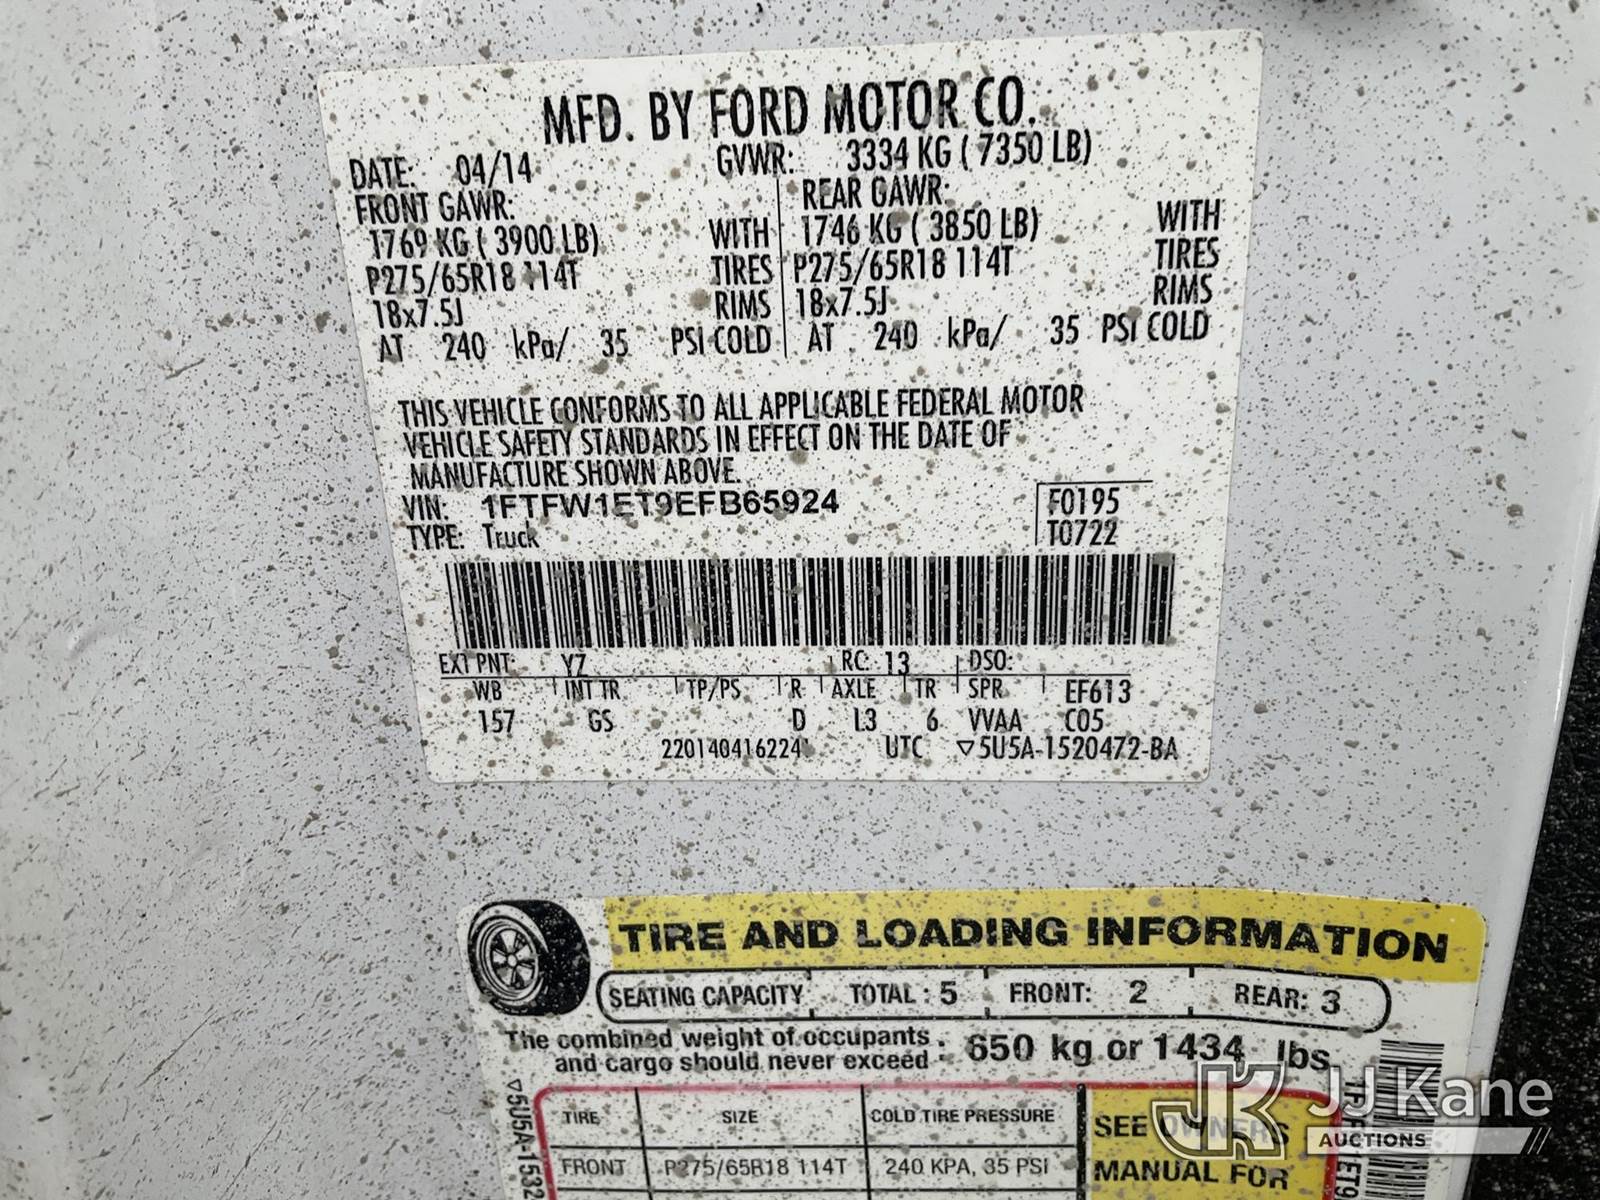 MFD. BY FORD MOTOR CO.
DATE: 04/14 GVWR: 3334 KG ( 7350 LB)
FRONT GAWR: REAR GAWR:
1769 KG ( 3900 LB) WITH 1746 KG ( 3850 LB) WITH
P275/65R18 114T TIRES P275/65R18 114T TIRES
18x7.5J RIMS 18x7.5J RIMS
AT 240 kPa/ 35 PSI COLD AT 240 kPa/ 35 PSI COLD
THIS VEHICLE CONFORMS TO ALL APPLICABLE FEDERAL MOTOR
VEHICLE SAFETY STANDARDS IN EFFECT ON THE DATE OF
MANUFACTURE SHOWN ABOVE.
VIN: 1FTFW1ET9EFB65924 F0195
TYPE: Truck T0722
EXT PNT: YZ RC: 13 DSO:
WB INT TR TP/PS R AXLE TR SPR EF613
157 GS D L3 6 VVAA C05
220140416224 UTC ▽5U5A-1520472-BA
TIRE AND LOADING INFORMATION
SEATING CAPACITY TOTAL : 5 FRONT: 2 REAR: 3
The combined weight of occupants
and cargo should never exceed : 650 kg or 1434 lbs
TIRE SIZE COLD TIRE PRESSURE SEE OWNERS
FRONT P275/65R18 114T 240 KPA, 35 PSI MANUAL FOR
▽5U5A-1532
JK JJ Kane
AUCTIONS